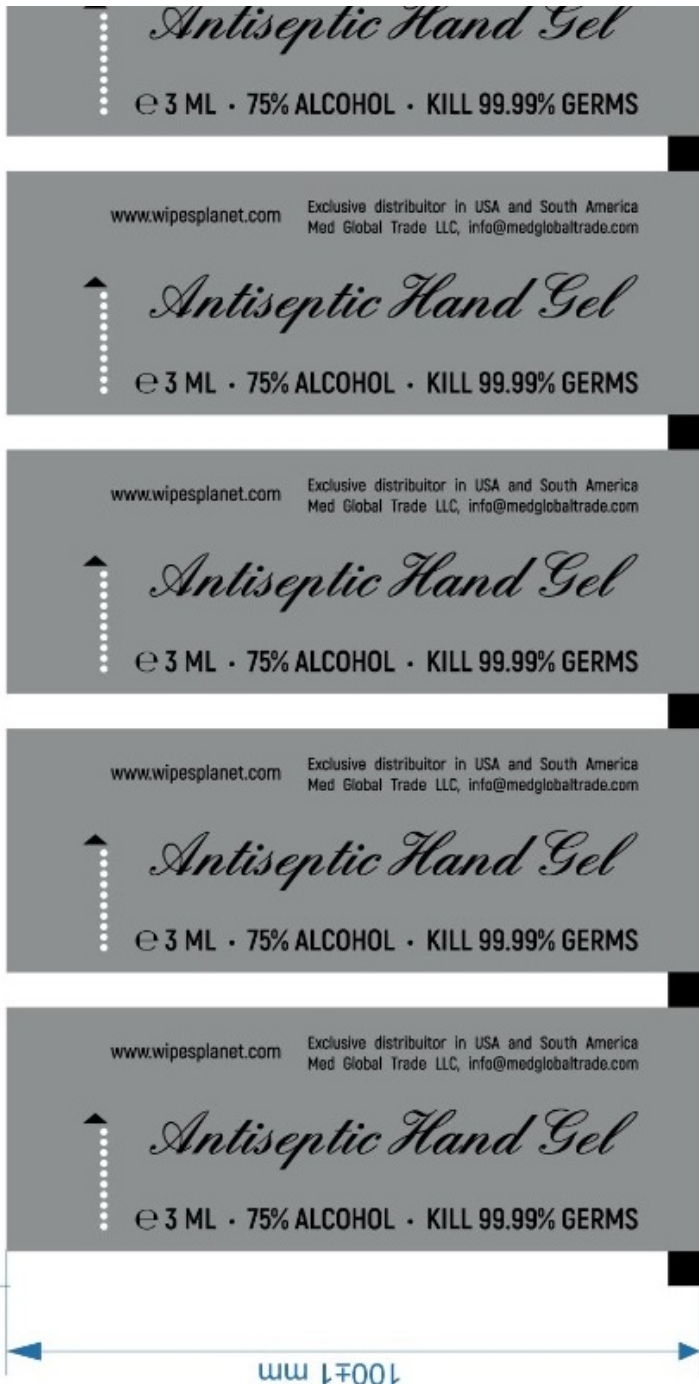 Antiseptic Hand Gel
℮ 3 ML · 75% ALCOHOL · KILL 99.99% GERMS
www.wipesplanet.com
Exclusive distribuitor in USA and South America
Med Global Trade LLC, info@medglobaltrade.com
Antiseptic Hand Gel
℮ 3 ML · 75% ALCOHOL · KILL 99.99% GERMS
www.wipesplanet.com
Exclusive distribuitor in USA and South America
Med Global Trade LLC, info@medglobaltrade.com
Antiseptic Hand Gel
℮ 3 ML · 75% ALCOHOL · KILL 99.99% GERMS
www.wipesplanet.com
Exclusive distribuitor in USA and South America
Med Global Trade LLC, info@medglobaltrade.com
Antiseptic Hand Gel
℮ 3 ML · 75% ALCOHOL · KILL 99.99% GERMS
www.wipesplanet.com
Exclusive distribuitor in USA and South America
Med Global Trade LLC, info@medglobaltrade.com
Antiseptic Hand Gel
℮ 3 ML · 75% ALCOHOL · KILL 99.99% GERMS
100±1 mm